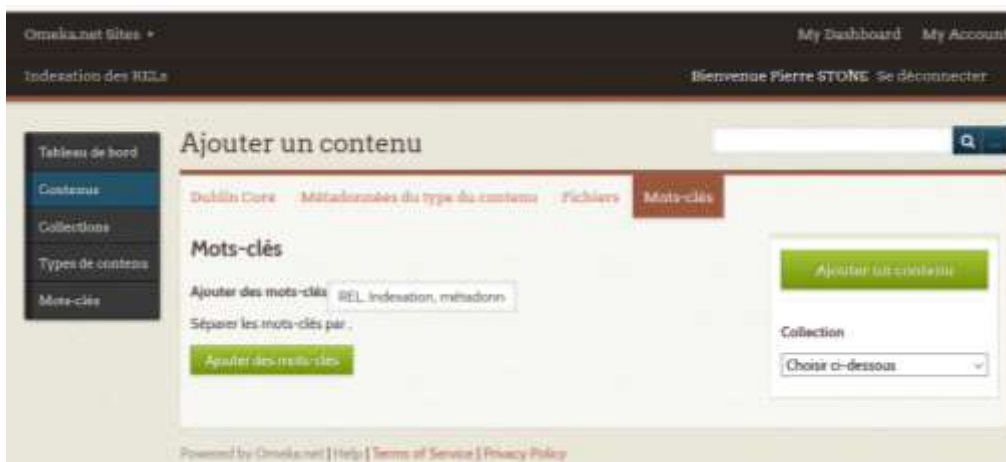 Omeka.net Sites
My Dashboard My Account
Indexation des RELs
Bienvenue Pierre STONE Se déconnecter
Tableau de bord
Contenus
Collections
Types de contenu
Mots-clés
Ajouter un contenu
Dublin Core Métadonnées du type du contenu Fichiers Mots-clés
Mots-clés
Ajouter des mots-clés REL, Indexation, métadonn
Séparer les mots-clés par ,
Ajouter des mots-clés
Ajouter un contenu
Collection
Choisir ci-dessous
Powered by Omeka.net | Help | Terms of Service | Privacy Policy